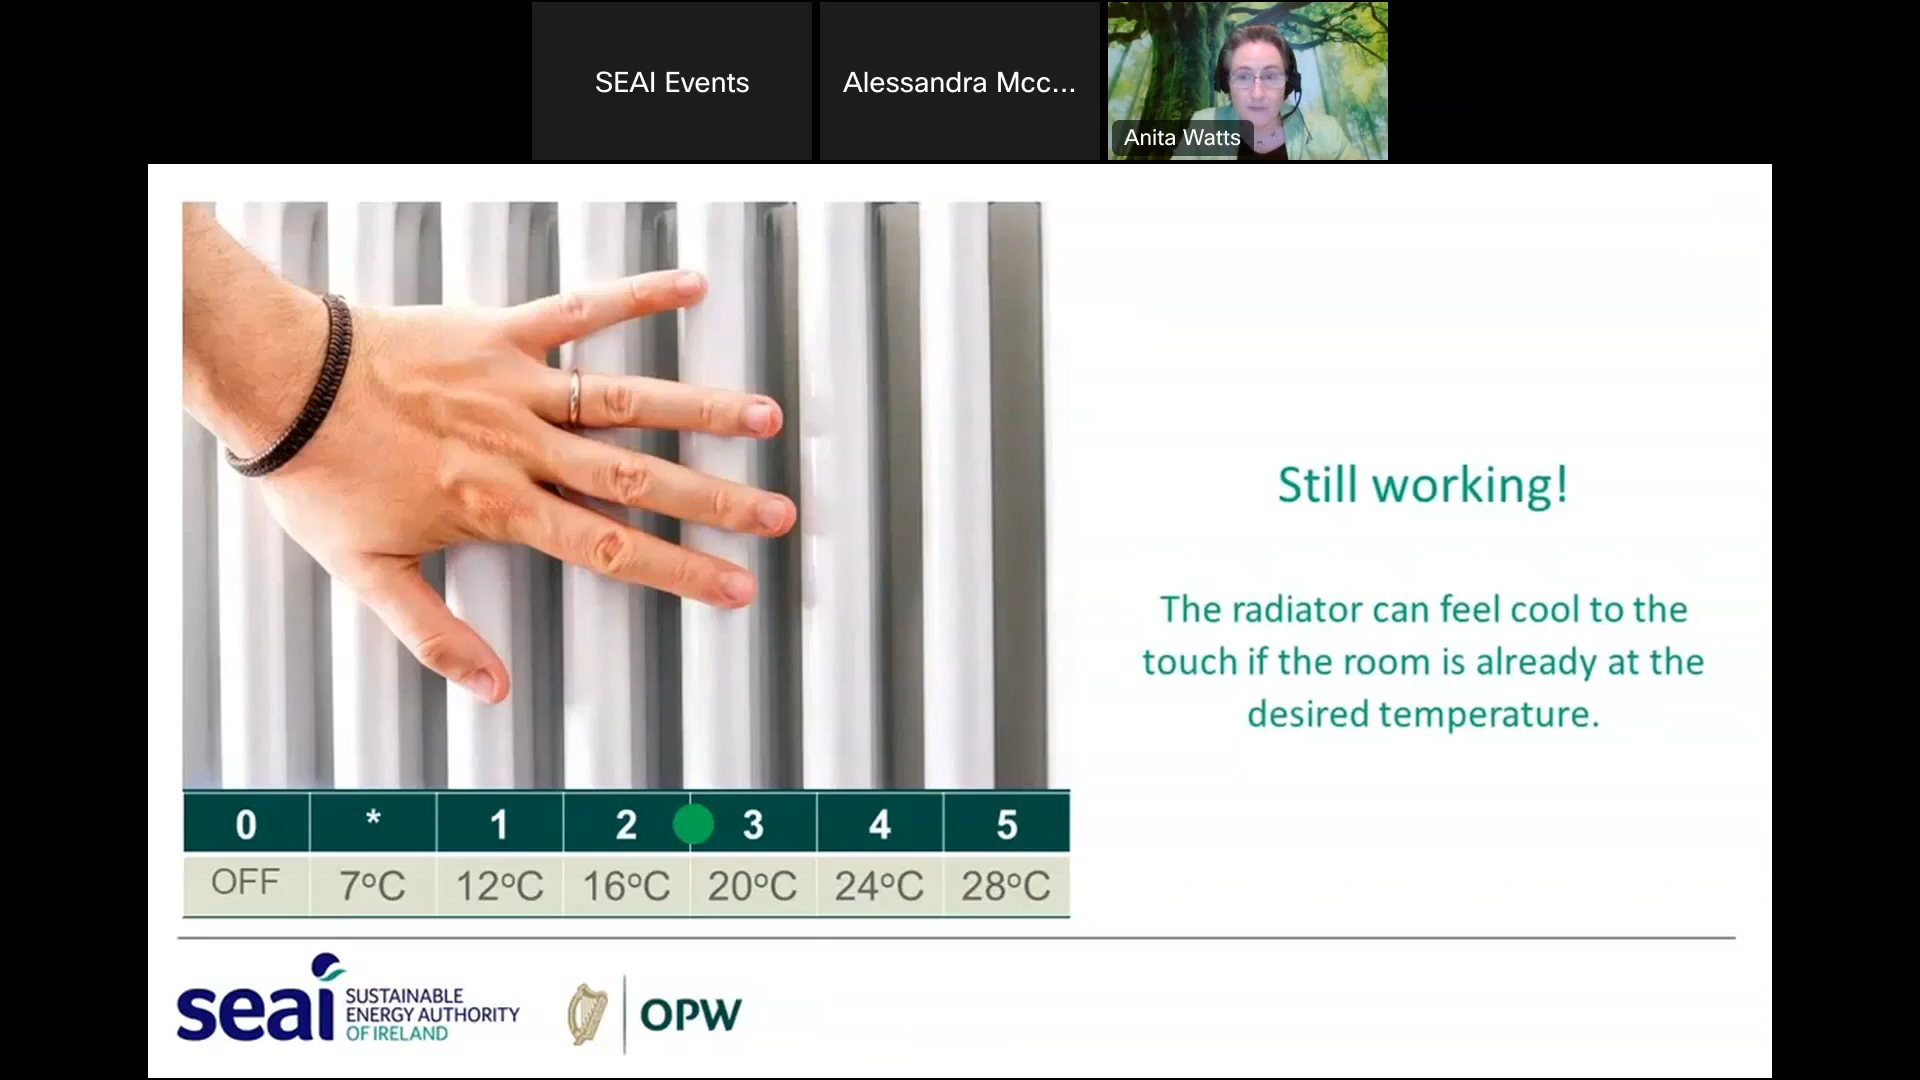 SEAI Events
Alessandra Mcc...
Anita Watts
Still working!
The radiator can feel cool to the
touch if the room is already at the
desired temperature.
0 * 1 2 3 4 5
OFF 7°C 12°C 16°C 20°C 24°C 28°C
seai
SUSTAINABLE
ENERGY AUTHORITY
OF IRELAND
OPW